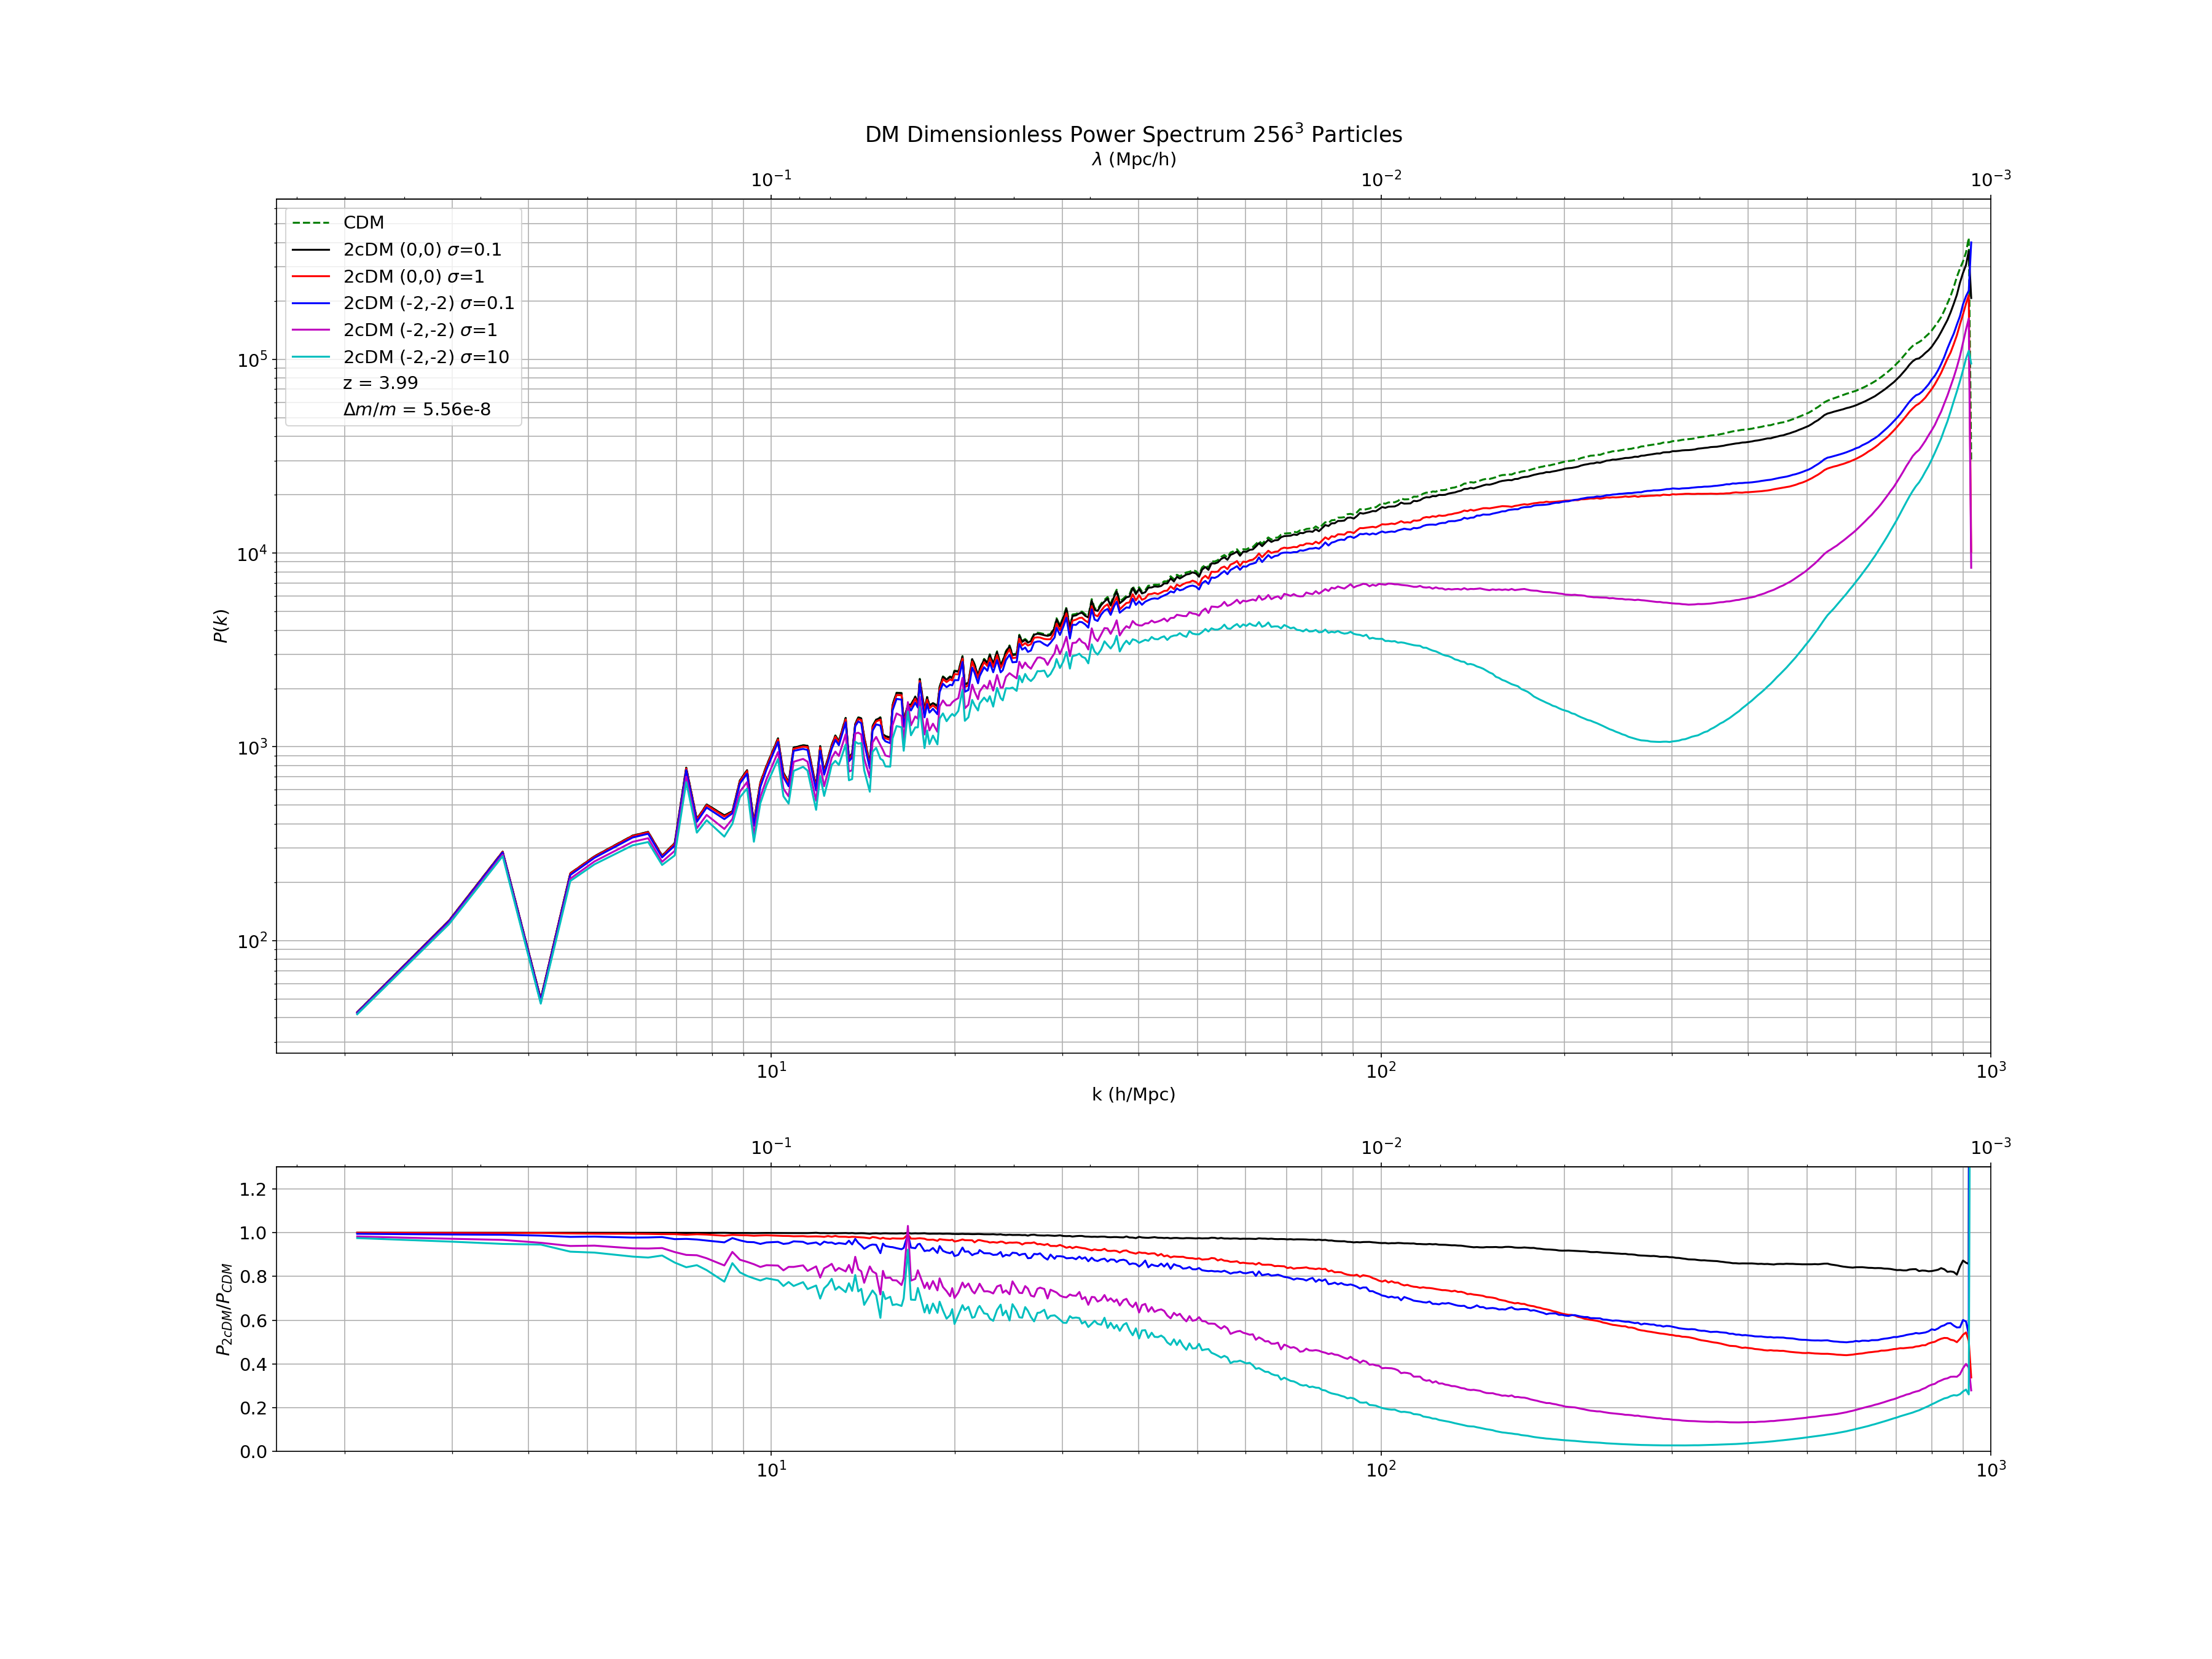 DM Dimensionless Power Spectrum 256³ Particles
λ (Mpc/h)
10⁻¹ 10⁻² 10⁻³
CDM
2cDM (0,0) σ=0.1
2cDM (0,0) σ=1
2cDM (-2,-2) σ=0.1
2cDM (-2,-2) σ=1
2cDM (-2,-2) σ=10
z = 3.99
Δm/m = 5.56e-8
10⁵
10⁴
10³
10²
P(k)
10¹ 10² 10³
k (h/Mpc)
10⁻¹ 10⁻² 10⁻³
1.2
1.0
0.8
0.6
0.4
0.2
0.0
P₂cDM/PCDM
10¹ 10² 10³